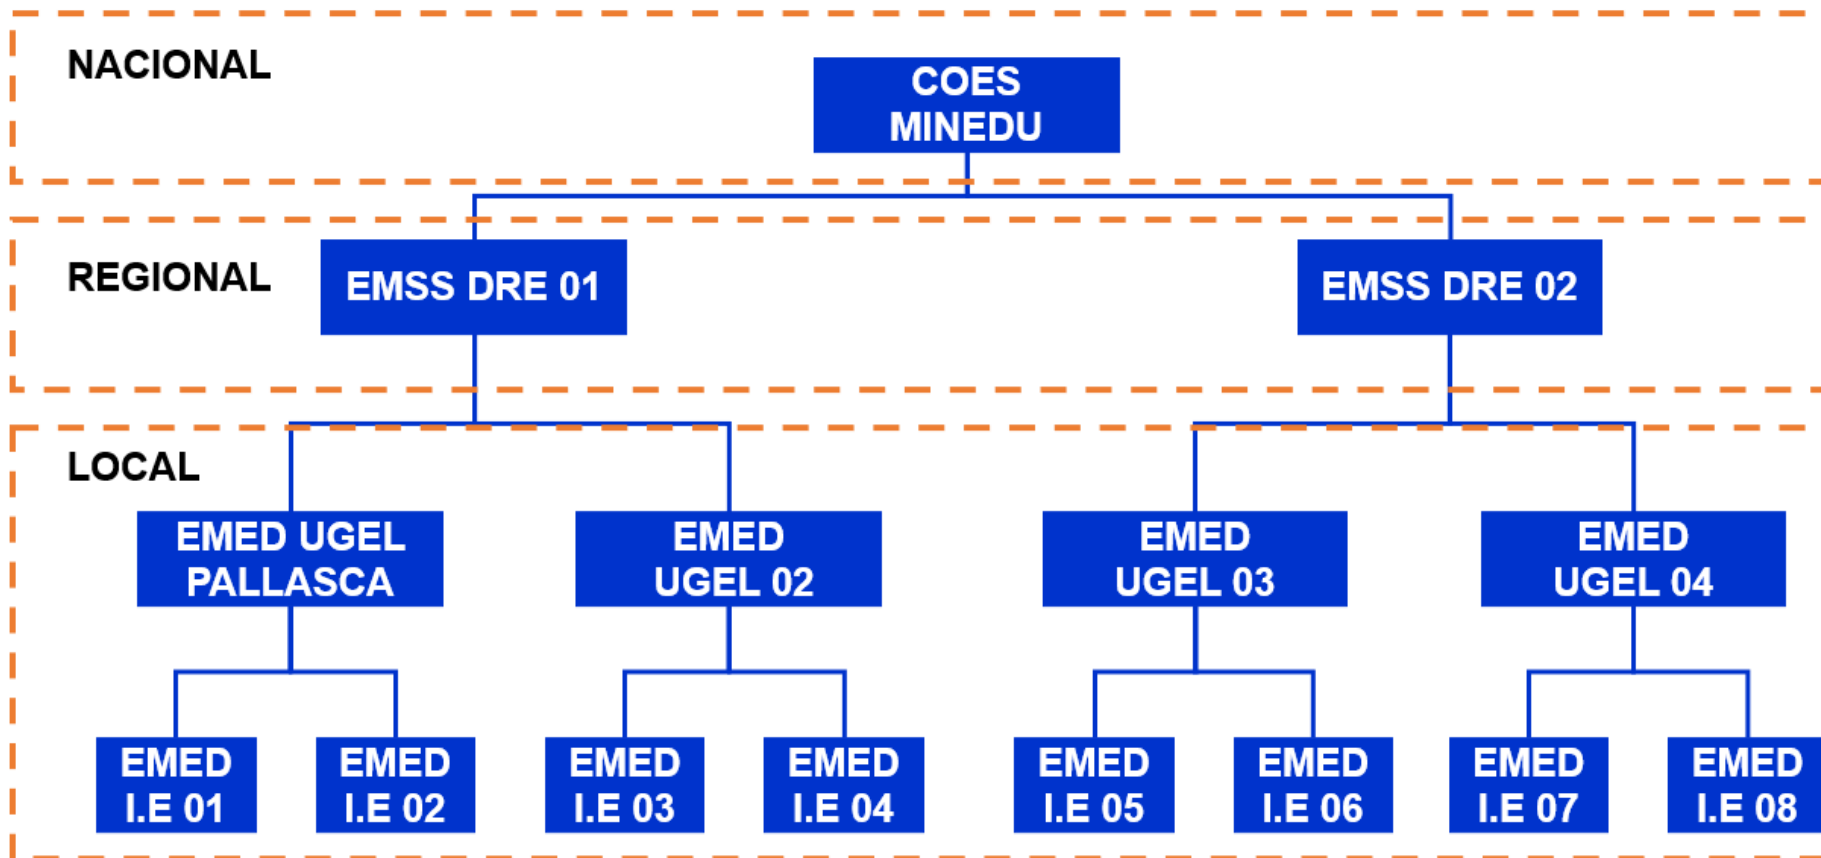 NACIONAL
COES
MINEDU
REGIONAL
EMSS DRE 01
EMSS DRE 02
LOCAL
EMED UGEL
PALLASCA
EMED
UGEL 02
EMED
UGEL 03
EMED
UGEL 04
EMED
I.E 01
EMED
I.E 02
EMED
I.E 03
EMED
I.E 04
EMED
I.E 05
EMED
I.E 06
EMED
I.E 07
EMED
I.E 08